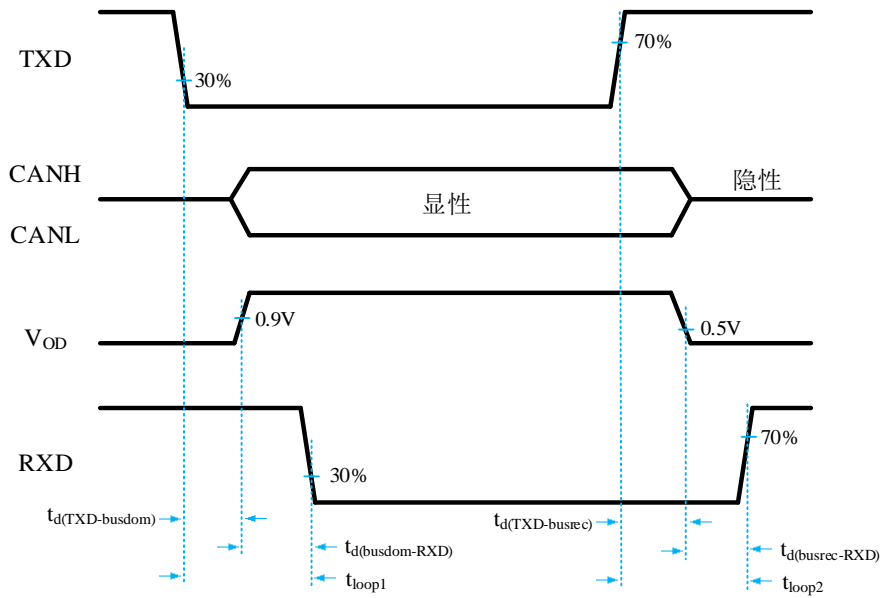 TXD
30%
70%
CANH
显性
隐性
CANL
0.9V
0.5V
VOD
RXD
30%
70%
td(TXD-busdom)
td(TXD-busrec)
td(busdom-RXD)
td(busrec-RXD)
tloop1
tloop2